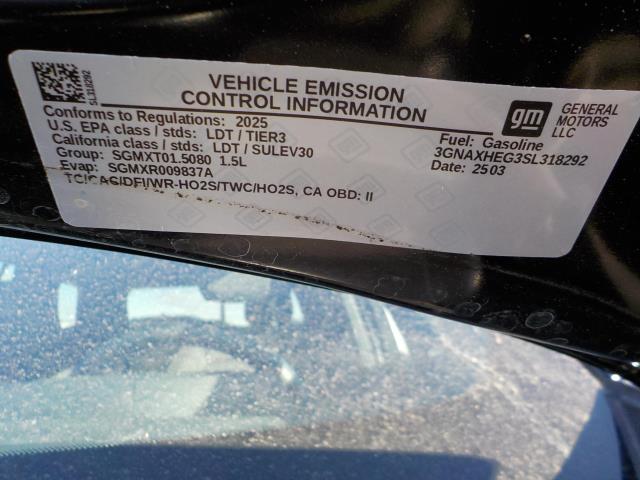 SL318292
VEHICLE EMISSION
CONTROL INFORMATION
Conforms to Regulations: 2025
U.S. EPA class / stds: LDT / TIER3
California class / stds: LDT / SULEV30
Group: SGMXT01.5080 1.5L
Evap: SGMXR009837A
TC/CAC/DFI/WR-HO2S/TWC/HO2S, CA OBD: II
gm
GENERAL
MOTORS
LLC
Fuel: Gasoline
3GNAXHEG3SL318292
Date: 2503